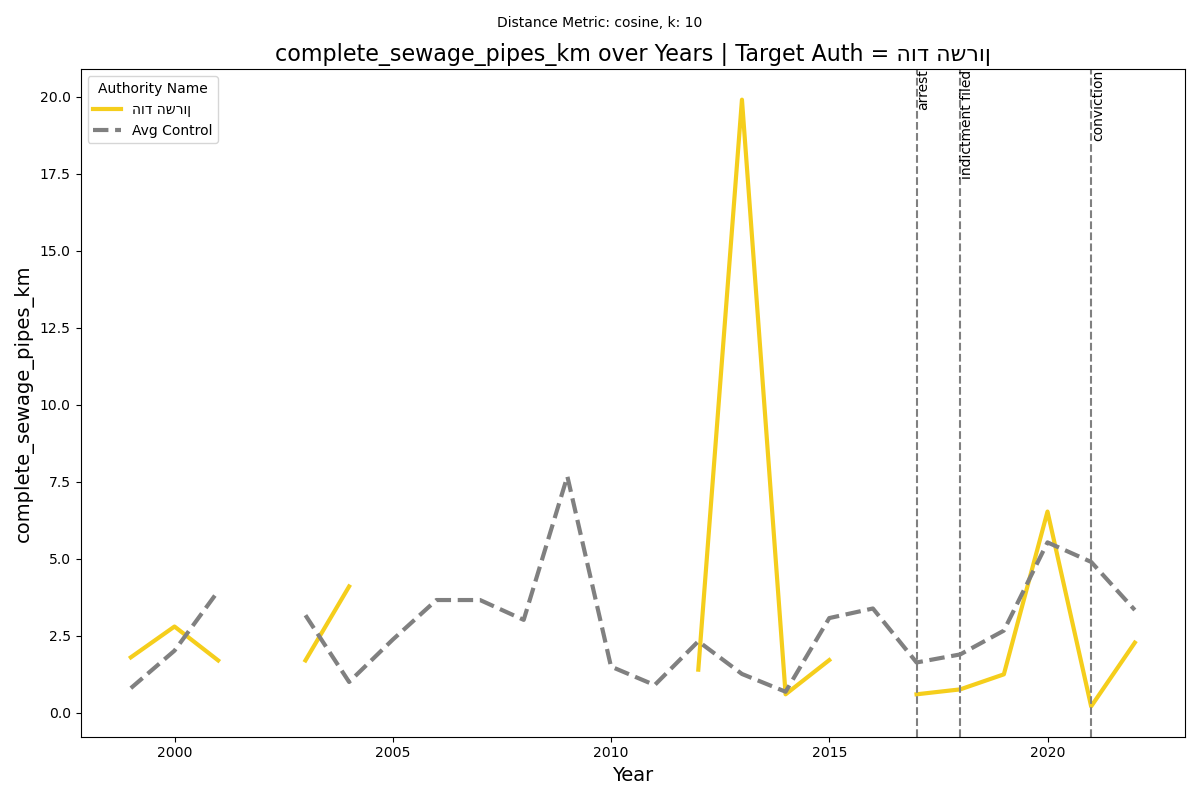 Distance Metric: cosine, k: 10
complete_sewage_pipes_km over Years | Target Auth = הוד השרון
Authority Name
הוד השרון
Avg Control
arrest
indictment filed
conviction
20.0
17.5
15.0
12.5
10.0
7.5
5.0
2.5
0.0
complete_sewage_pipes_km
2000
2005
2010
2015
2020
Year